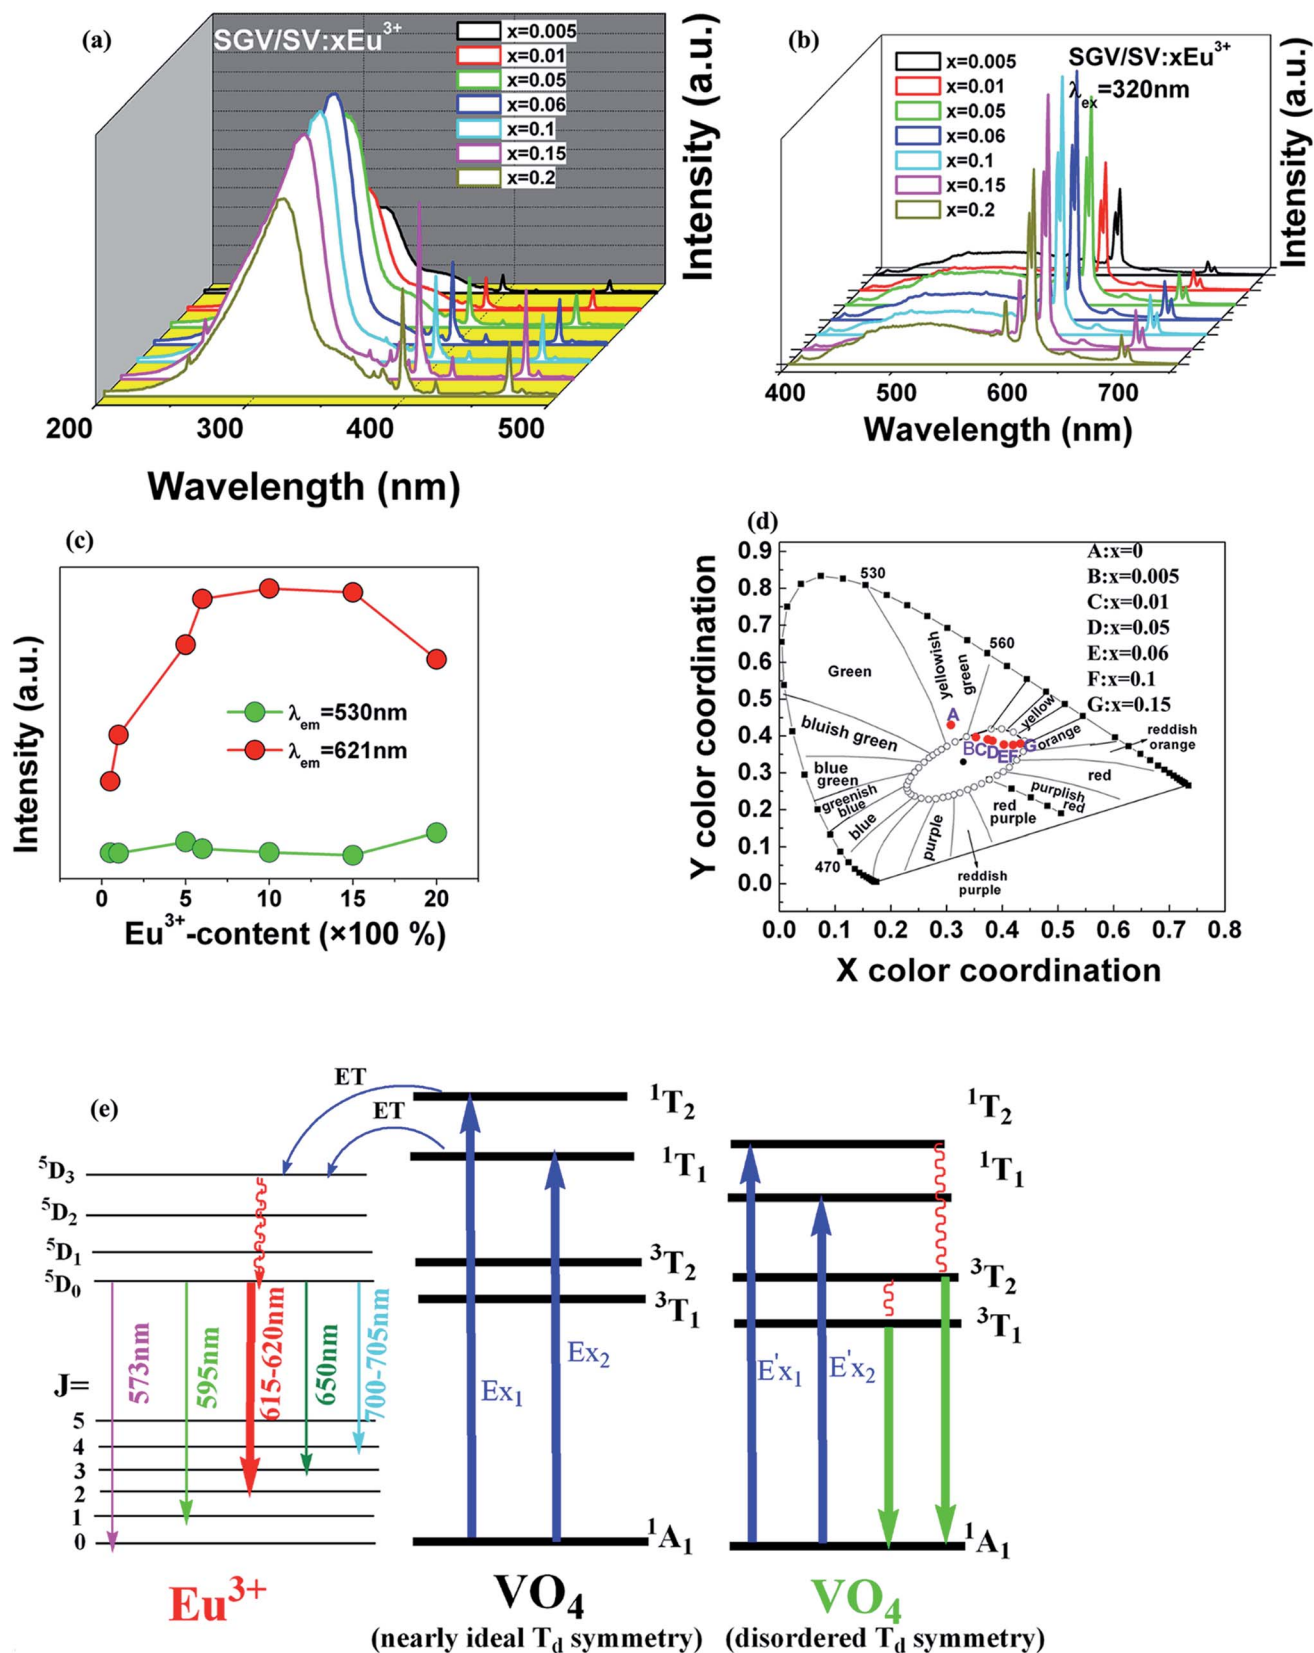 (a)
SGV/SV:xEu³⁺
x=0.005
x=0.01
x=0.05
x=0.06
x=0.1
x=0.15
x=0.2
Intensity (a.u.)
200 300 400 500
Wavelength (nm)
(b)
x=0.005
x=0.01
x=0.05
x=0.06
x=0.1
x=0.15
x=0.2
SGV/SV:xEu³⁺
λex=320nm
Intensity (a.u.)
400 500 600 700
Wavelength (nm)
(c)
Intensity (a.u.)
λem=530nm
λem=621nm
0 5 10 15 20
Eu³⁺-content (×100 %)
(d)
Y color coordination
0.9
0.8
0.7
0.6
0.5
0.4
0.3
0.2
0.1
0.0
0.0 0.1 0.2 0.3 0.4 0.5 0.6 0.7 0.8
X color coordination
A:x=0
B:x=0.005
C:x=0.01
D:x=0.05
E:x=0.06
F:x=0.1
G:x=0.15
530
560
470
Green
yellowish
green
yellow
orange
reddish
orange
red
purplish
red
red
purple
reddish
purple
purple
blue
greenish
blue
blue
green
bluish green
A
B C D E F G
(e)
ET
ET
⁵D₃
⁵D₂
⁵D₁
⁵D₀
573nm
595nm
615-620nm
650nm
700-705nm
J=
5
4
3
2
1
0
Eu³⁺
¹T₂
¹T₁
³T₂
³T₁
Ex₁
Ex₂
¹A₁
VO₄
(nearly ideal Td symmetry)
¹T₂
¹T₁
³T₂
³T₁
E'x₁
E'x₂
¹A₁
VO₄
(disordered Td symmetry)